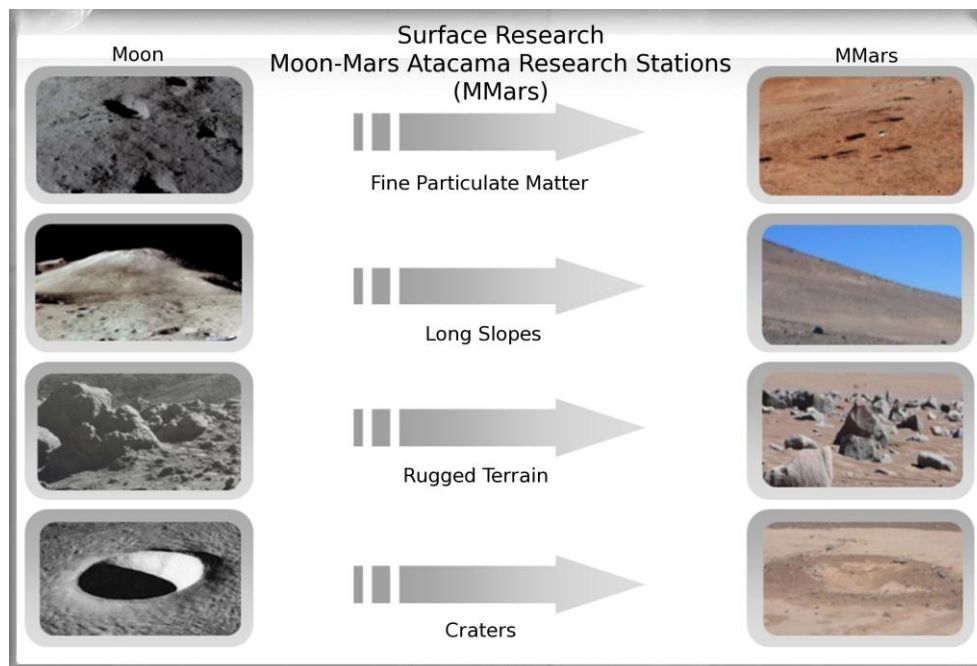 Surface Research
Moon-Mars Atacama Research Stations
(MMars)
Moon
MMars
Fine Particulate Matter
Long Slopes
Rugged Terrain
Craters